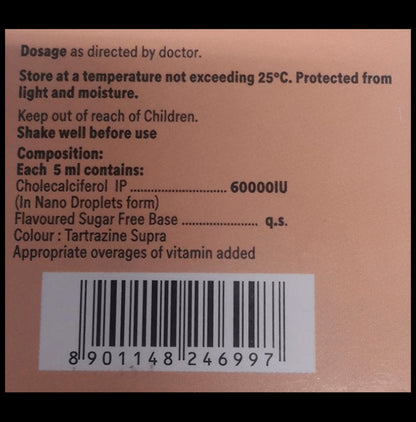 Dosage as directed by doctor.
Store at a temperature not exceeding 25°C. Protected from
light and moisture.
Keep out of reach of Children.
Shake well before use
Composition:
Each 5 ml contains:
Cholecalciferol IP ............................ 60000IU
(In Nano Droplets form)
Flavoured Sugar Free Base ...................... q.s.
Colour : Tartrazine Supra
Appropriate overages of vitamin added
8 901148 246997